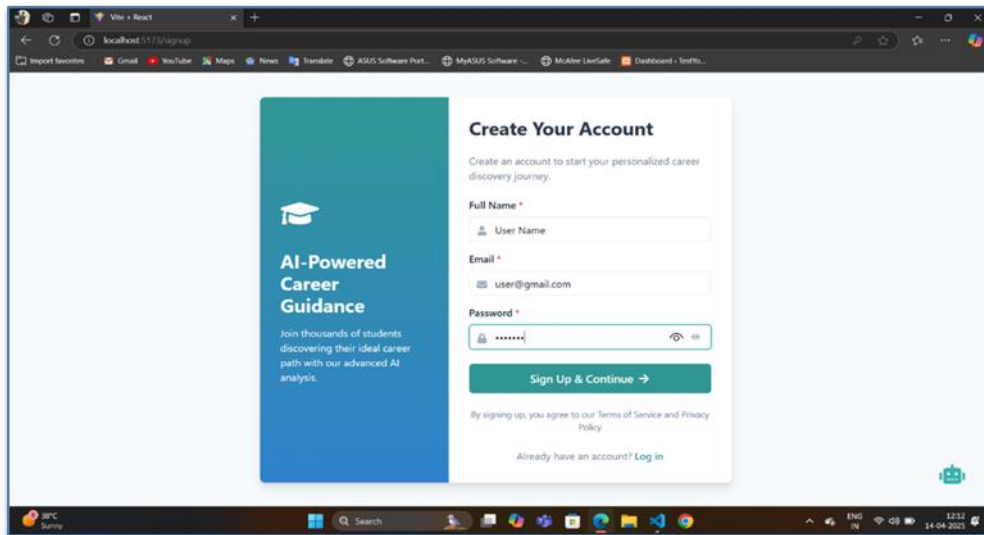 Vite + React
localhost:5173/signup
Import favorites Gmail YouTube Maps News Translate ASUS Software Port... MyASUS Software -... McAfee LiveSafe Dashboard ‹ TestYo...
AI-Powered
Career
Guidance
Join thousands of students
discovering their ideal career
path with our advanced AI
analysis.
Create Your Account
Create an account to start your personalized career
discovery journey.
Full Name *
User Name
Email *
user@gmail.com
Password *
•••••••
Sign Up & Continue →
By signing up, you agree to our Terms of Service and Privacy
Policy
Already have an account? Log in
38°C
Sunny
Search
ENG
IN
12:12
14-04-2025